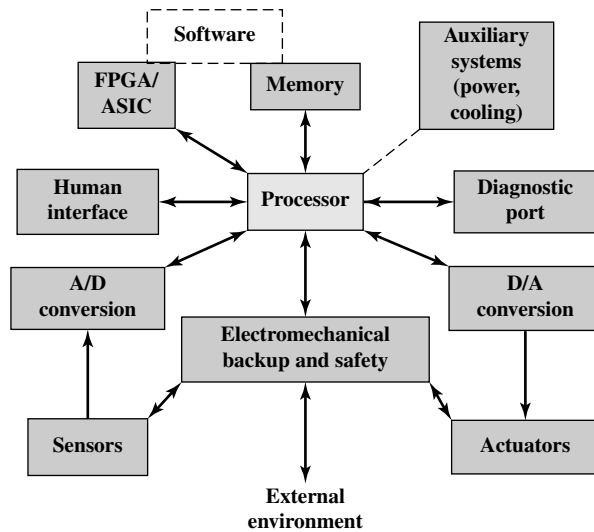 Software
Auxiliary
systems
(power,
cooling)
FPGA/
ASIC
Memory
Human
interface
Processor
Diagnostic
port
A/D
conversion
D/A
conversion
Electromechanical
backup and safety
Sensors
Actuators
External
environment